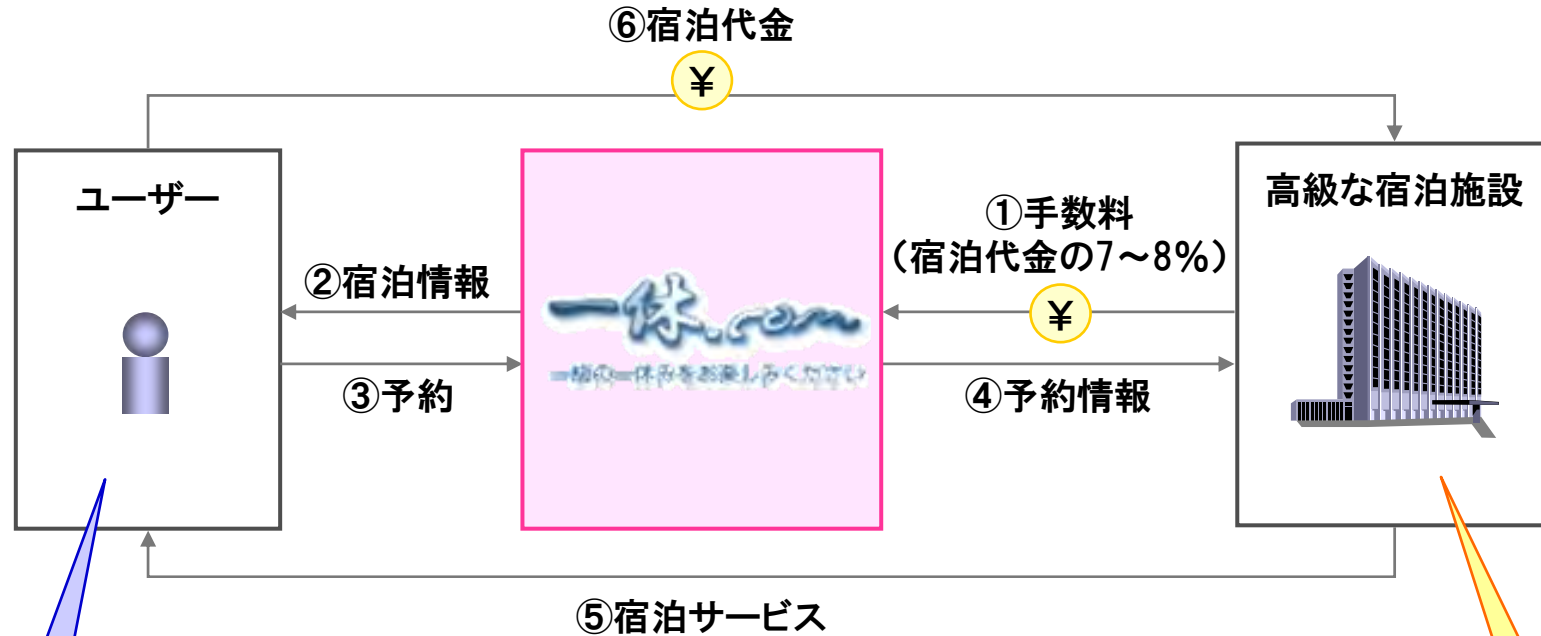 ⑥宿泊代金
¥
ユーザー
高級な宿泊施設
①手数料
（宿泊代金の7～8%）
¥
②宿泊情報
一休.com
③予約
④予約情報
⑤宿泊サービス